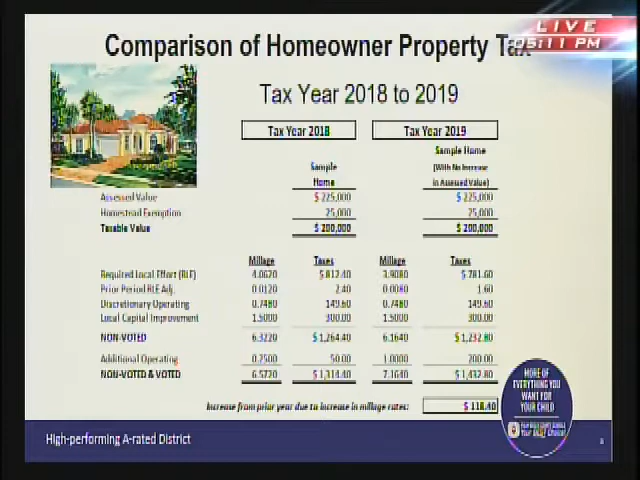 LIVE
05:11 PM
Comparison of Homeowner Property Tax
Tax Year 2018 to 2019
Tax Year 2018 Tax Year 2019
Sample Home
Sample Home
(With No Increase
in Assessed Value)
Assessed Value $ 225,000 $ 225,000
Homestead Exemption 25,000 25,000
Taxable Value $ 200,000 $ 200,000
Millage Taxes Millage Taxes
Required Local Effort (RLE) 4.0620 $ 812.40 3.9080 $ 781.60
Prior Period RLE Adj. 0.0120 2.40 0.0080 1.60
Discretionary Operating 0.7480 149.60 0.7480 149.60
Local Capital Improvement 1.5000 300.00 1.5000 300.00
NON-VOTED 6.3220 $ 1,264.40 6.1640 $ 1,232.80
Additional Operating 0.2500 50.00 1.0000 200.00
NON-VOTED & VOTED 6.5720 $ 1,314.40 7.1640 $ 1,432.80
Increase from prior year due to increase in millage rates: $ 118.40
MORE OF
EVERYTHING YOU
WANT FOR
YOUR CHILD
Your Best Choice!
High-performing A-rated District